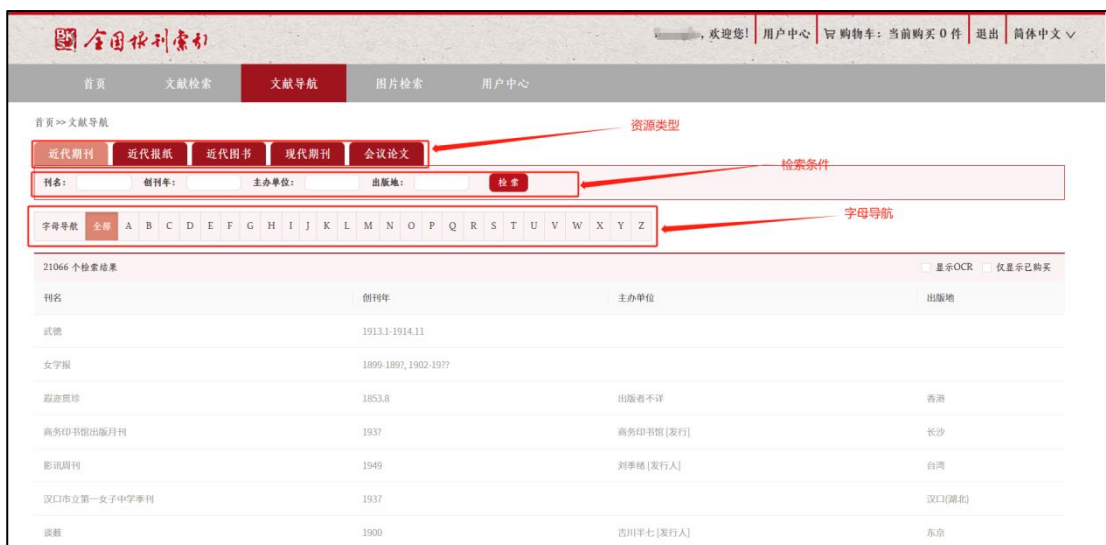 全国报刊索引
，欢迎您! 用户中心 购物车：当前购买 0 件 退出 简体中文
首页 文献检索 文献导航 图片检索 用户中心
首页>>文献导航
资源类型
近代期刊 近代报纸 近代图书 现代期刊 会议论文
检索条件
刊名： 创刊年： 主办单位： 出版地： 检索
字母导航
字母导航 全部 A B C D E F G H I J K L M N O P Q R S T U V W X Y Z
21066 个检索结果 显示OCR 仅显示已购买
刊名 创刊年 主办单位 出版地
武德 1913.1-1914.11
女学报 1899-189?, 1902-19??
遐迩贯珍 1853.8 出版者不详 香港
商务印书馆出版月刊 193? 商务印书馆 [发行] 长沙
影讯周刊 1949 刘季绪 [发行人] 台湾
汉口市立第一女子中学季刊 1937 汉口(湖北)
谈薮 1900 吉川半七 [发行人] 东京